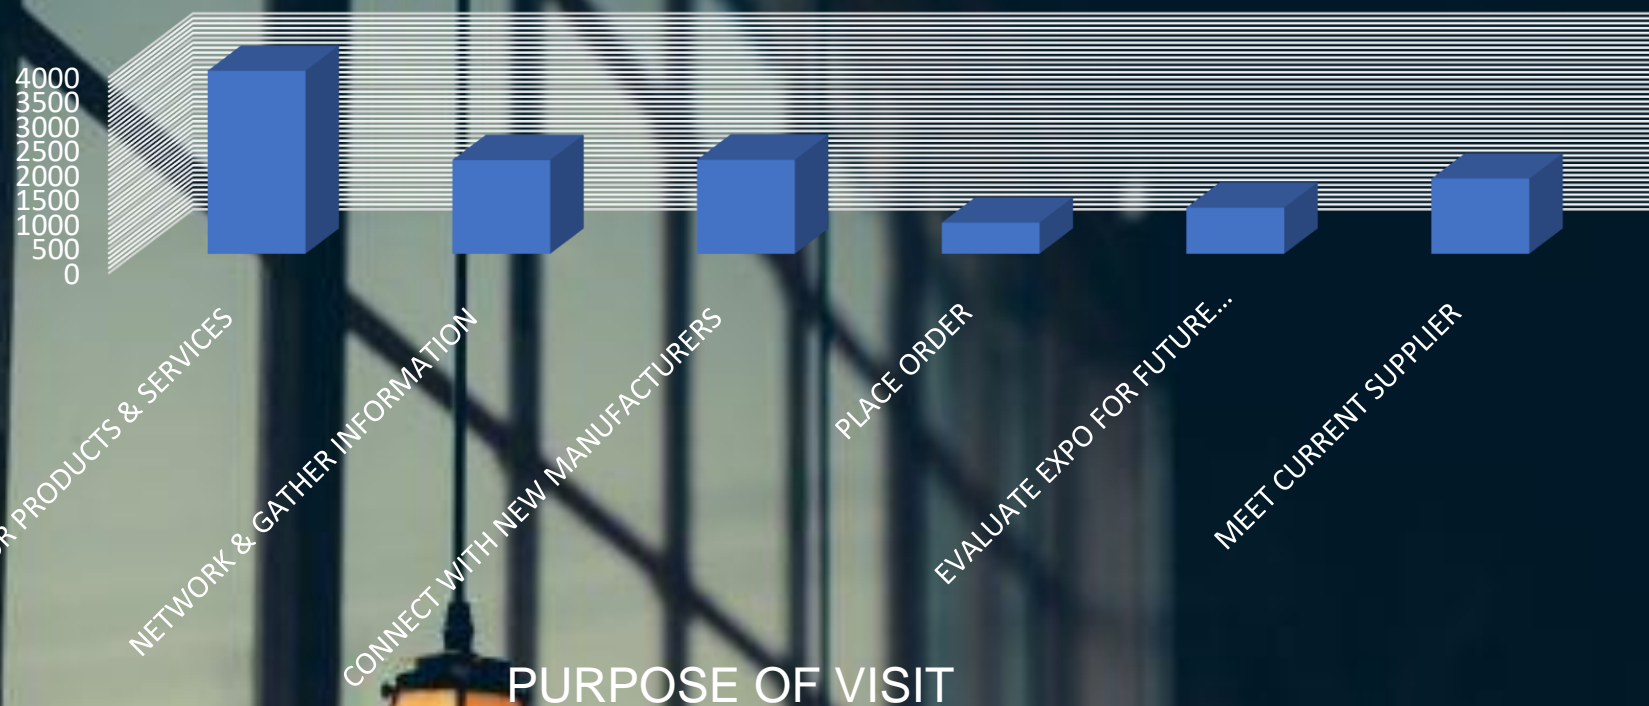 4000
3500
3000
2500
2000
1500
1000
500
0
R PRODUCTS & SERVICES
NETWORK & GATHER INFORMATION
CONNECT WITH NEW MANUFACTURERS
PLACE ORDER
EVALUATE EXPO FOR FUTURE...
MEET CURRENT SUPPLIER
PURPOSE OF VISIT